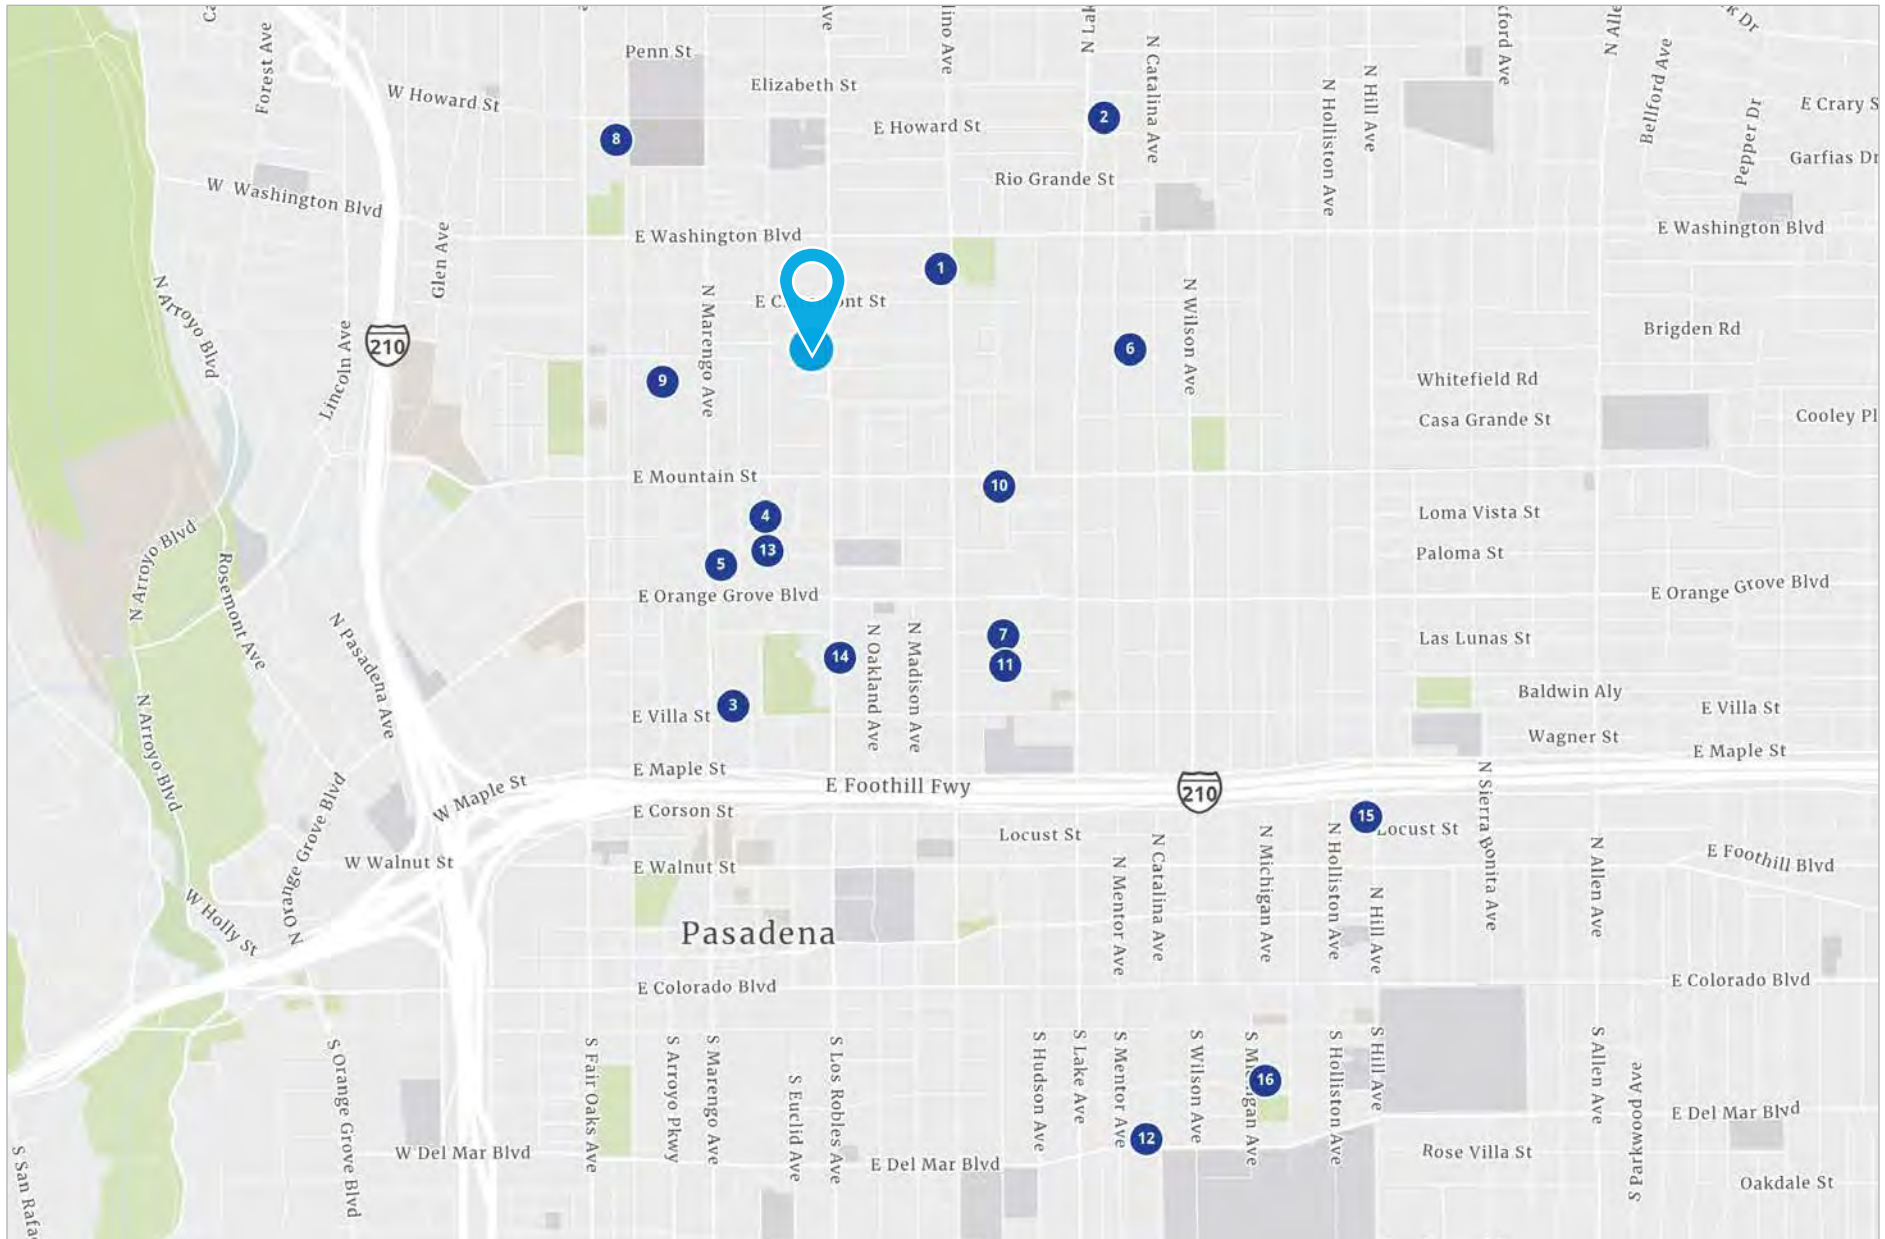 Penn St
Elizabeth St
W Howard St
E Howard St
Forest Ave
N Catalina Ave
N Holliston Ave
N Hill Ave
Bellford Ave
Pepper Dr
E Crary S
Garfias Dr
8
2
Rio Grande St
W Washington Blvd
E Washington Blvd
E Washington Blvd
Glen Ave
1
N Arroyo Blvd
N Marengo Ave
N Wilson Ave
Lincoln Ave
210
Brigden Rd
6
9
Whitefield Rd
Casa Grande St
Cooley Pl
E Mountain St
10
4
13
5
Loma Vista St
Paloma St
N Arroyo Blvd
Rosemont Ave
E Orange Grove Blvd
E Orange Grove Blvd
N Pasadena Ave
7
11
14
3
N Oakland Ave
N Madison Ave
Las Lunas St
Baldwin Aly
E Villa St
E Villa St
Wagner St
N Arroyo Blvd
E Maple St
E Maple St
W Maple St
E Foothill Fwy
210
E Corson St
N Orange Grove Blvd
Locust St
15
Locust St
N Sierra Bonita Ave
W Walnut St
E Walnut St
N Mentor Ave
N Catalina Ave
N Michigan Ave
N Holliston Ave
N Hill Ave
N Allen Ave
E Foothill Blvd
W Holly St
Pasadena
E Colorado Blvd
E Colorado Blvd
S Orange Grove Blvd
S Fair Oaks Ave
S Arroyo Pkwy
S Marengo Ave
S Euclid Ave
S Los Robles Ave
S Hudson Ave
S Lake Ave
S Mentor Ave
S Wilson Ave
16
S Holliston Ave
S Hill Ave
S Allen Ave
S Parkwood Ave
12
E Del Mar Blvd
W Del Mar Blvd
E Del Mar Blvd
Rose Villa St
Oakdale St